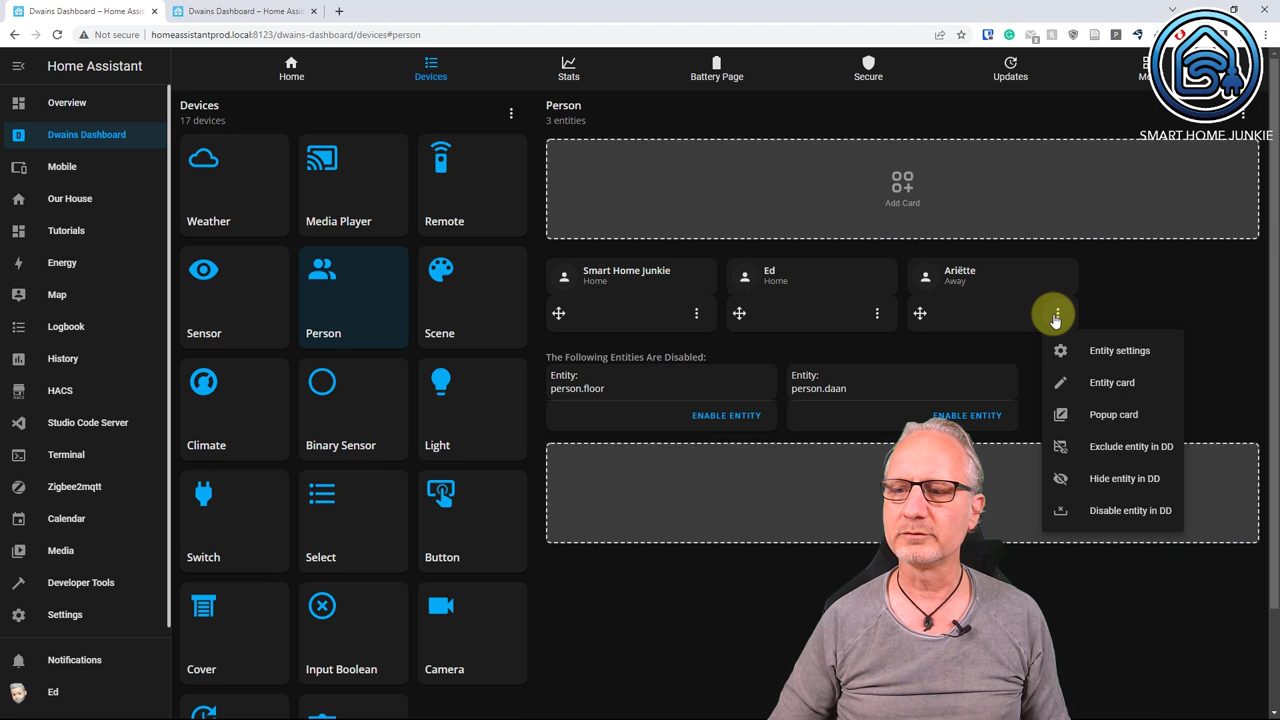 Dwains Dashboard – Home Assis
Dwains Dashboard – Home Assist
Not secure
homeassistantprod.local:8123/dwains-dashboard/devices#person
Home Assistant
Overview
Dwains Dashboard
Mobile
Our House
Tutorials
Energy
Map
Logbook
History
HACS
Studio Code Server
Terminal
Zigbee2mqtt
Calendar
Media
Developer Tools
Settings
Notifications
Ed
Home
Devices
Stats
Battery Page
Secure
Updates
SMART HOME JUNKIE
Devices
17 devices
Weather
Media Player
Remote
Sensor
Person
Scene
Climate
Binary Sensor
Light
Switch
Select
Button
Cover
Input Boolean
Camera
Person
3 entities
Add Card
Smart Home Junkie
Home
Ed
Home
Ariëtte
Away
The Following Entities Are Disabled:
Entity:
person.floor
ENABLE ENTITY
Entity:
person.daan
ENABLE ENTITY
Entity settings
Entity card
Popup card
Exclude entity in DD
Hide entity in DD
Disable entity in DD